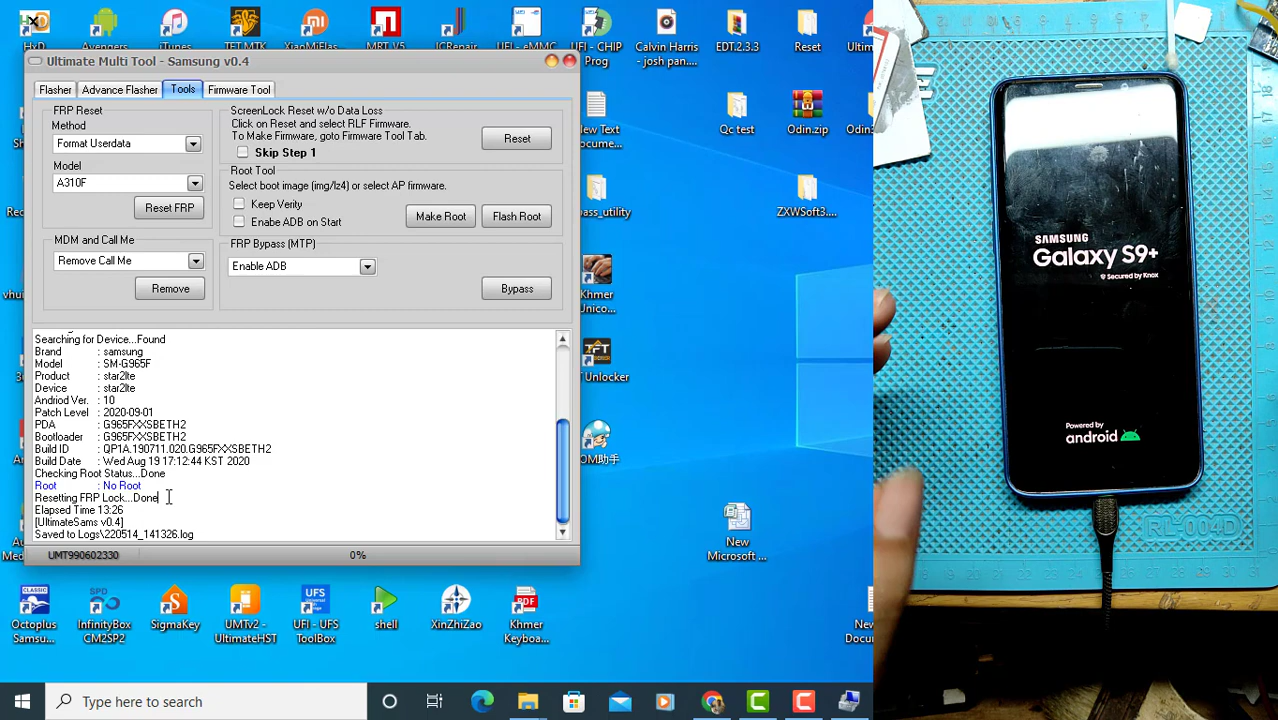 HxD
Avengers
iTunes
TFT MTK
XiaoMiFlas...
MRT V5
ICRepair
UFI - eMMC
UFI - CHIP
Prog
Calvin Harris
- josh pan....
EDT.2.3.3
Reset
Ultimate Multi Tool - Samsung v0.4
Flasher
Advance Flasher
Tools
Firmware Tool
FRP Reset
Method
Format Userdata
Model
A310F
Reset FRP
MDM and Call Me
Remove Call Me
Remove
ScreenLock Reset w/o Data Loss
Click on Reset and select RLF Firmware.
To Make Firmware, goto Firmware Tool Tab.
Skip Step 1
Reset
Root Tool
Select boot image (img/lz4) or select AP firmware.
Keep Verity
Enabe ADB on Start
Make Root
Flash Root
FRP Bypass (MTP)
Enable ADB
Bypass
Searching for Device...Found
Brand : samsung
Model : SM-G965F
Product : star2lte
Device : star2lte
Andriod Ver. : 10
Patch Level : 2020-09-01
PDA : G965FXXSBETH2
Bootloader : G965FXXSBETH2
Build ID : QP1A.190711.020.G965FXXSBETH2
Build Date : Wed Aug 19 17:12:44 KST 2020
Checking Root Status...Done
Root : No Root
Resetting FRP Lock...Done
Elapsed Time 13:26
[UltimateSams v0.4]
Saved to Logs\220514_141326.log
UMT990602330
0%
Qc test
Odin.zip
ZXWSoft3....
Khmer
Unico...
New
Microsoft ...
Octoplus
Samsu...
InfinityBox
CM2SP2
SigmaKey
UMTv2 -
UltimateHST
UFI - UFS
ToolBox
shell
XinZhiZao
Khmer
Keyboa...
Type here to search
SAMSUNG
Galaxy S9+
Secured by Knox
Powered by
android
RL-004D